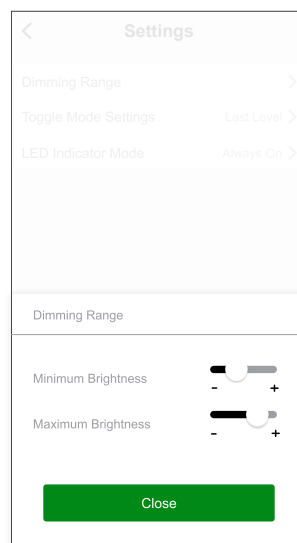 Settings
Dimming Range
Toggle Mode Settings Last Level
LED Indicator Mode Always On
Dimming Range
Minimum Brightness
- +
Maximum Brightness
- +
Close